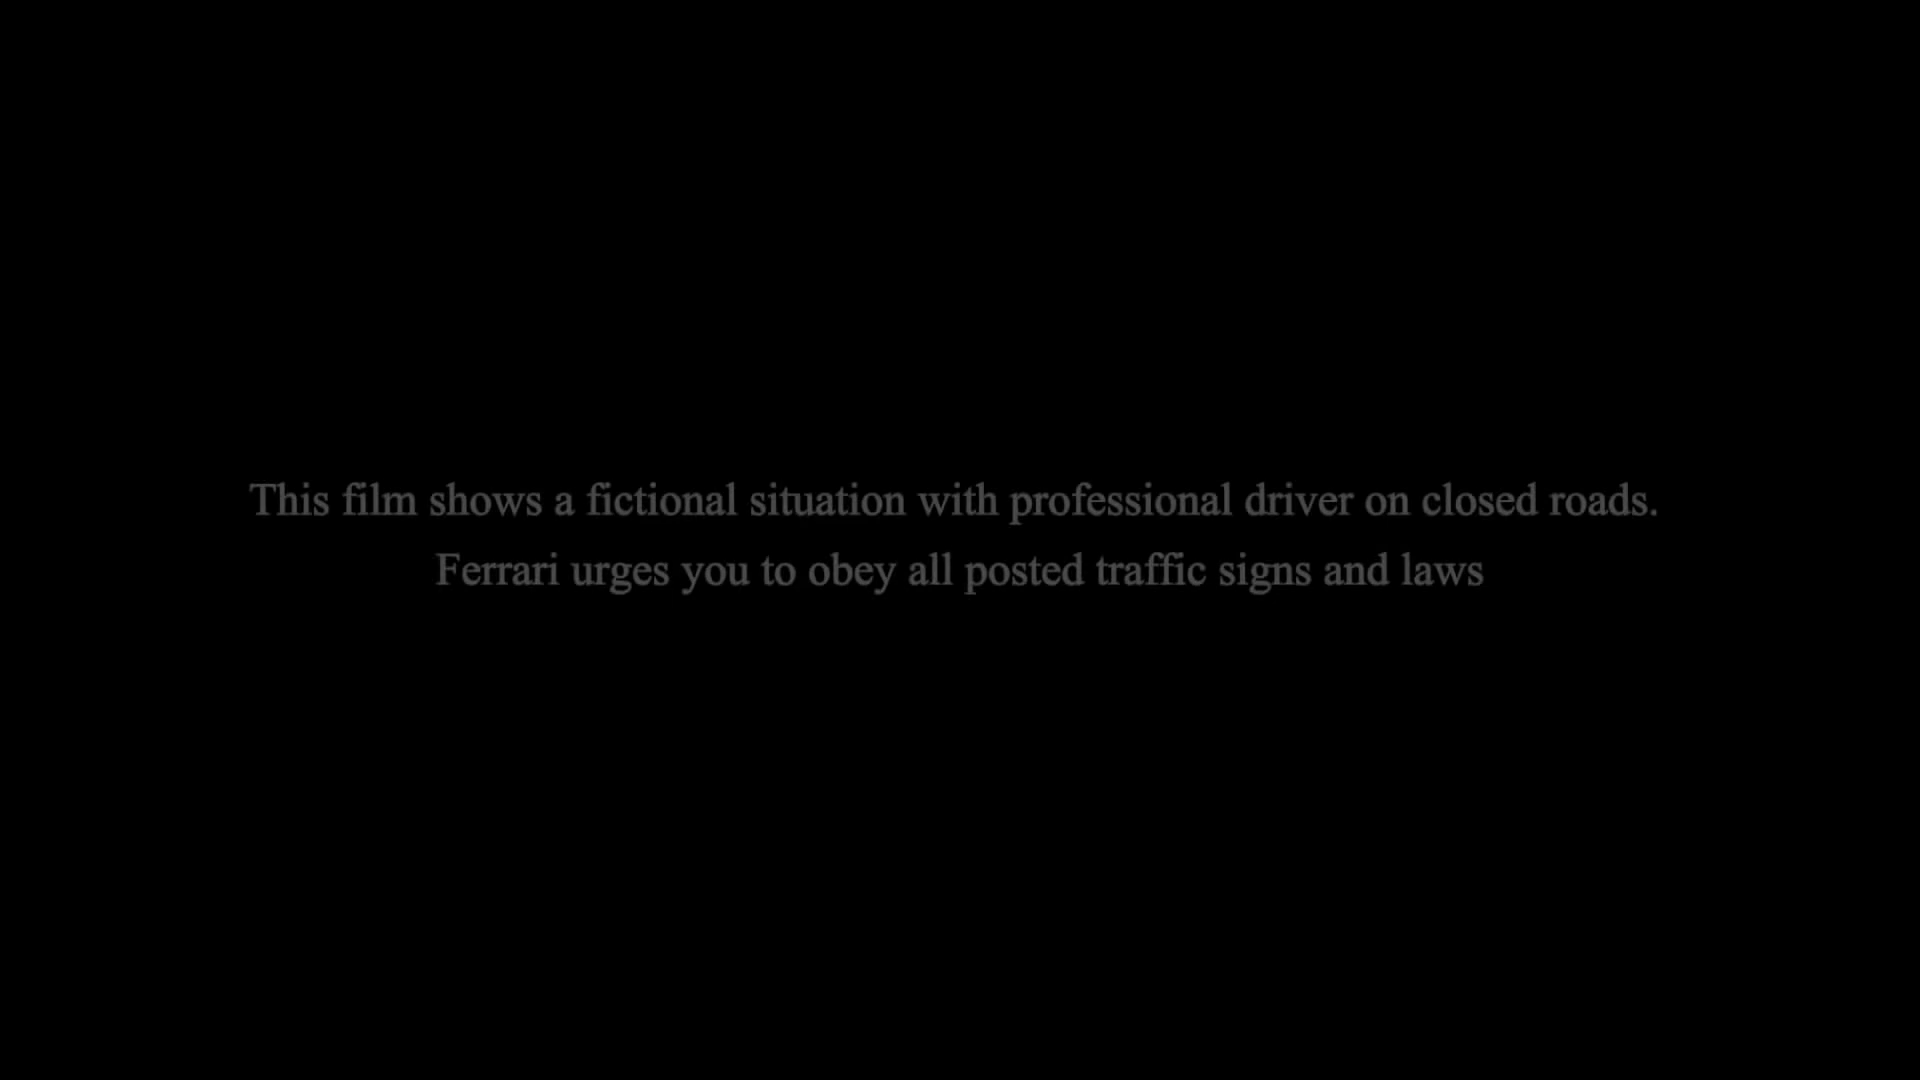 This film shows a fictional situation with professional driver on closed roads.
Ferrari urges you to obey all posted traffic signs and laws